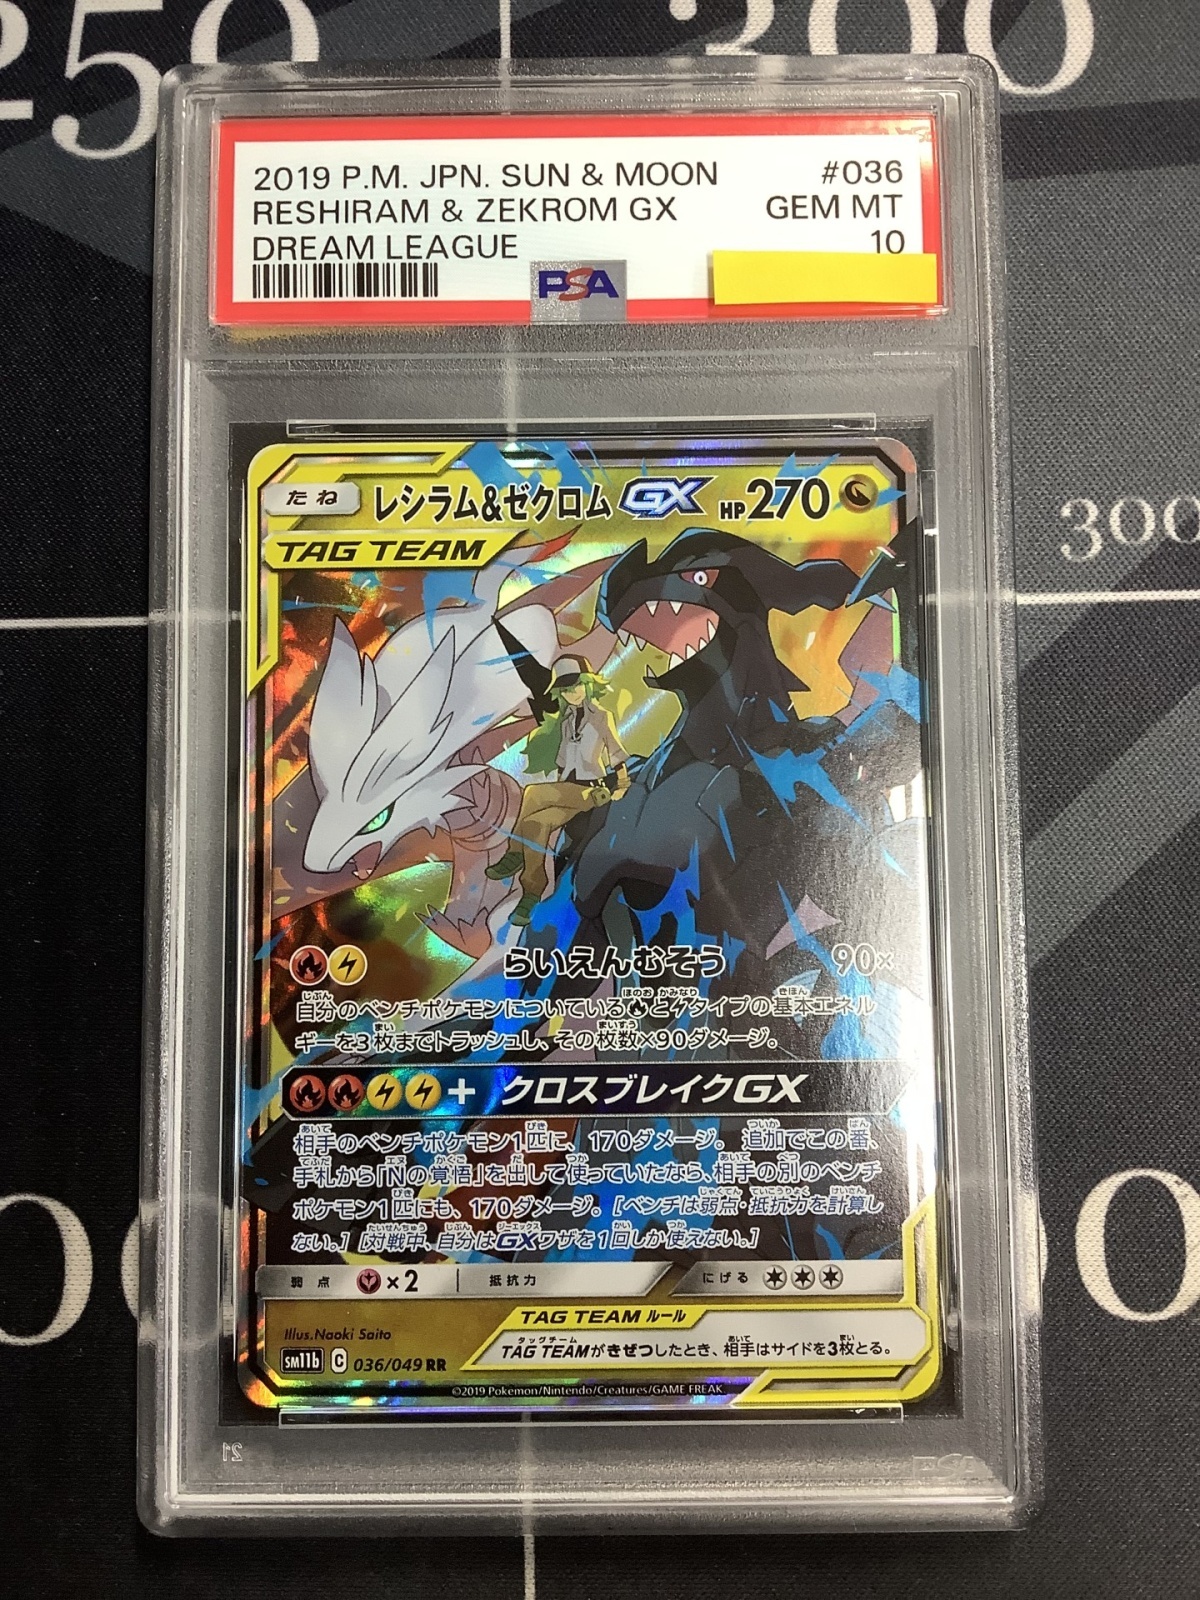 250
300
2019 P.M. JPN. SUN & MOON #036
RESHIRAM & ZEKROM GX GEM MT
DREAM LEAGUE 10
PSA
たね レシラム&ゼクロムGX HP270
TAG TEAM
300
らいえんむそう 90×
自分のベンチポケモンについている と タイプの基本エネル
ギーを3枚までトラッシュし、その枚数×90ダメージ。
+ クロスブレイクGX
相手のベンチポケモン1匹に、170ダメージ。 追加でこの番、
手札から「Nの覚悟」を出して使っていたなら、相手の別のベンチ
ポケモン1匹にも、170ダメージ。[ベンチは弱点・抵抗力を計算し
ない。] [対戦中、自分はGXワザを1回しか使えない。]
弱点 ×2 抵抗力 にげる
TAG TEAM ルール
TAG TEAMがきぜつしたとき、相手はサイドを3枚とる。
Illus. Naoki Saito
sm11b C 036/049 RR
©2019 Pokémon/Nintendo/Creatures/GAME FREAK
21
PSA